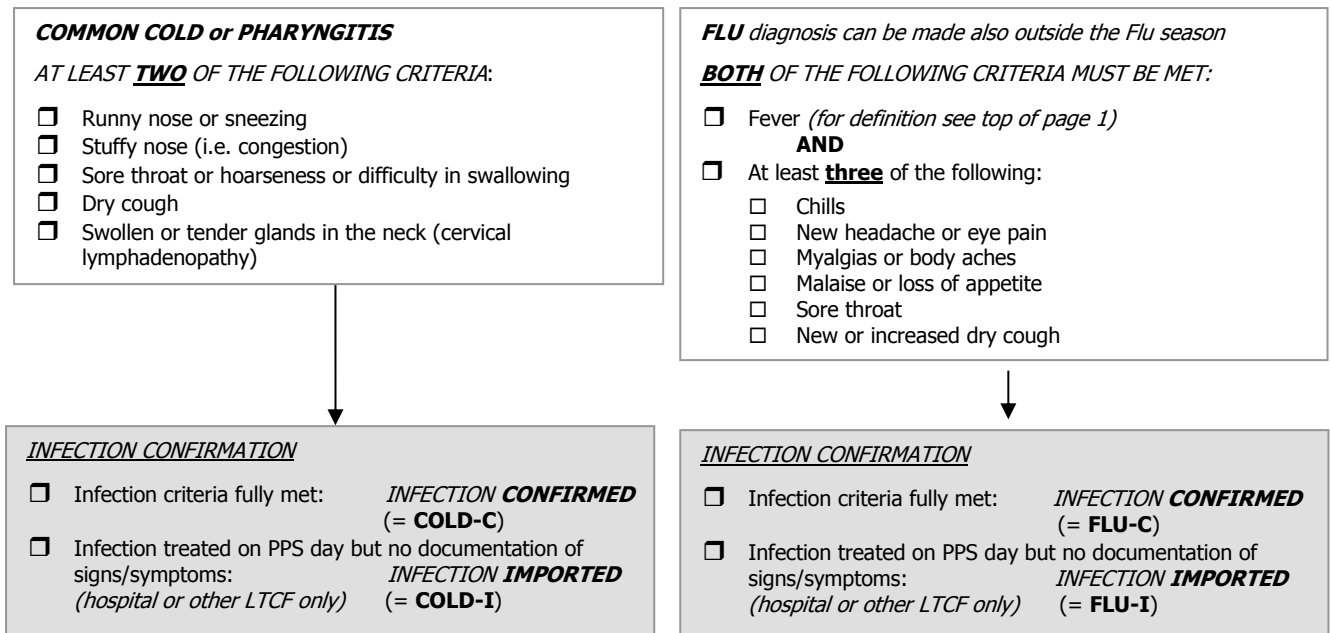 COMMON COLD or PHARYNGITIS
AT LEAST TWO OF THE FOLLOWING CRITERIA:
Runny nose or sneezing
Stuffy nose (i.e. congestion)
Sore throat or hoarseness or difficulty in swallowing
Dry cough
Swollen or tender glands in the neck (cervical
lymphadenopathy)
INFECTION CONFIRMATION
Infection criteria fully met: INFECTION CONFIRMED
(= COLD-C)
Infection treated on PPS day but no documentation of
signs/symptoms: INFECTION IMPORTED
(hospital or other LTCF only) (= COLD-I)
FLU diagnosis can be made also outside the Flu season
BOTH OF THE FOLLOWING CRITERIA MUST BE MET:
Fever (for definition see top of page 1)
AND
At least three of the following:
Chills
New headache or eye pain
Myalgias or body aches
Malaise or loss of appetite
Sore throat
New or increased dry cough
INFECTION CONFIRMATION
Infection criteria fully met: INFECTION CONFIRMED
(= FLU-C)
Infection treated on PPS day but no documentation of
signs/symptoms: INFECTION IMPORTED
(hospital or other LTCF only) (= FLU-I)